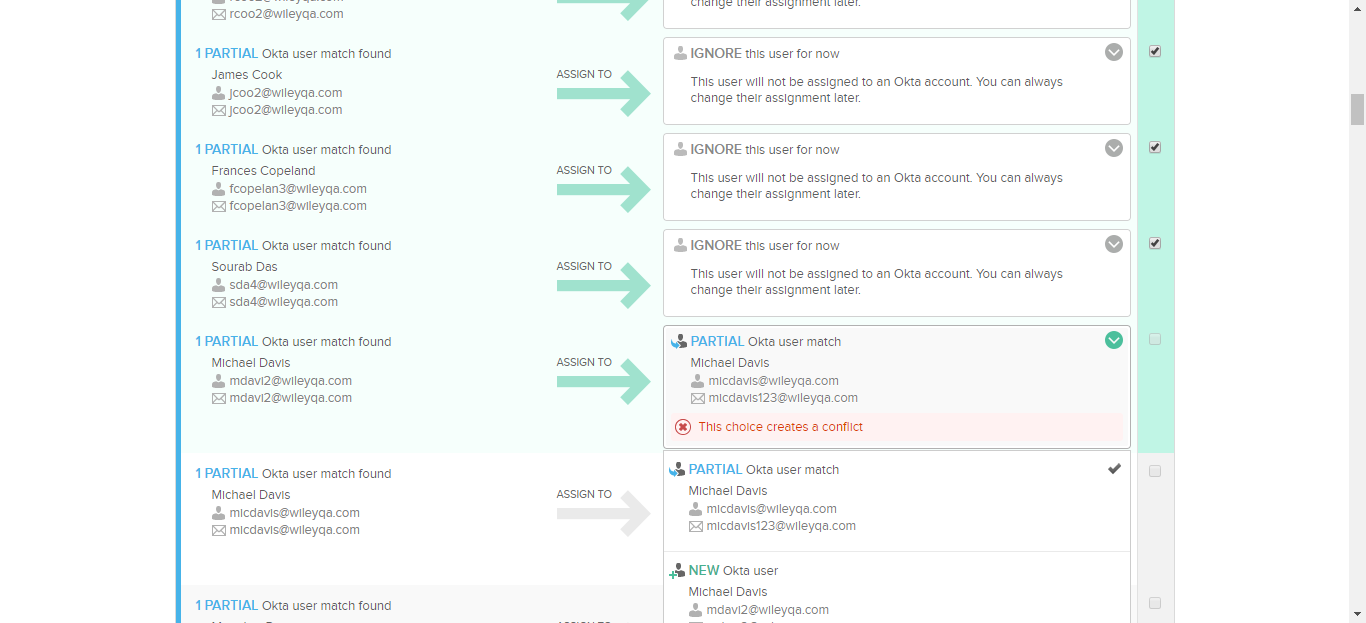 rcoo2@wileyqa.com
change their assignment later.
1 PARTIAL Okta user match found
James Cook
jcoo2@wileyqa.com
jcoo2@wileyqa.com
ASSIGN TO
IGNORE this user for now
This user will not be assigned to an Okta account. You can always
change their assignment later.
1 PARTIAL Okta user match found
Frances Copeland
fcopelan3@wileyqa.com
fcopelan3@wileyqa.com
ASSIGN TO
IGNORE this user for now
This user will not be assigned to an Okta account. You can always
change their assignment later.
1 PARTIAL Okta user match found
Sourab Das
sda4@wileyqa.com
sda4@wileyqa.com
ASSIGN TO
IGNORE this user for now
This user will not be assigned to an Okta account. You can always
change their assignment later.
1 PARTIAL Okta user match found
Michael Davis
mdavi2@wileyqa.com
mdavi2@wileyqa.com
ASSIGN TO
PARTIAL Okta user match
Michael Davis
micdavis@wileyqa.com
micdavis123@wileyqa.com
This choice creates a conflict
1 PARTIAL Okta user match found
Michael Davis
micdavis@wileyqa.com
micdavis@wileyqa.com
ASSIGN TO
PARTIAL Okta user match
Michael Davis
micdavis@wileyqa.com
micdavis123@wileyqa.com
NEW Okta user
Michael Davis
mdavi2@wileyqa.com
1 PARTIAL Okta user match found